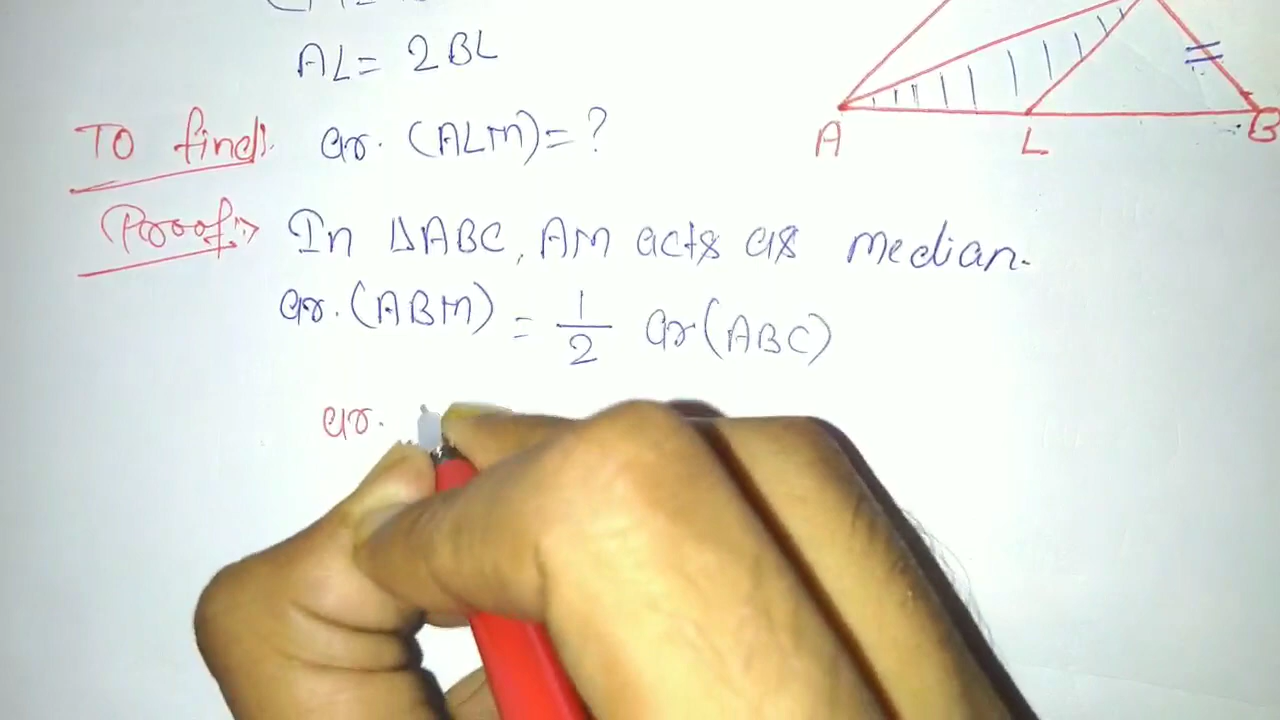 AL = 2BL
To find:. ar. (ALM) = ?
Proof:→ In ΔABC, AM acts as median.
ar. (ABM) = 1/2 ar(ABC)
ar.
A
L
B